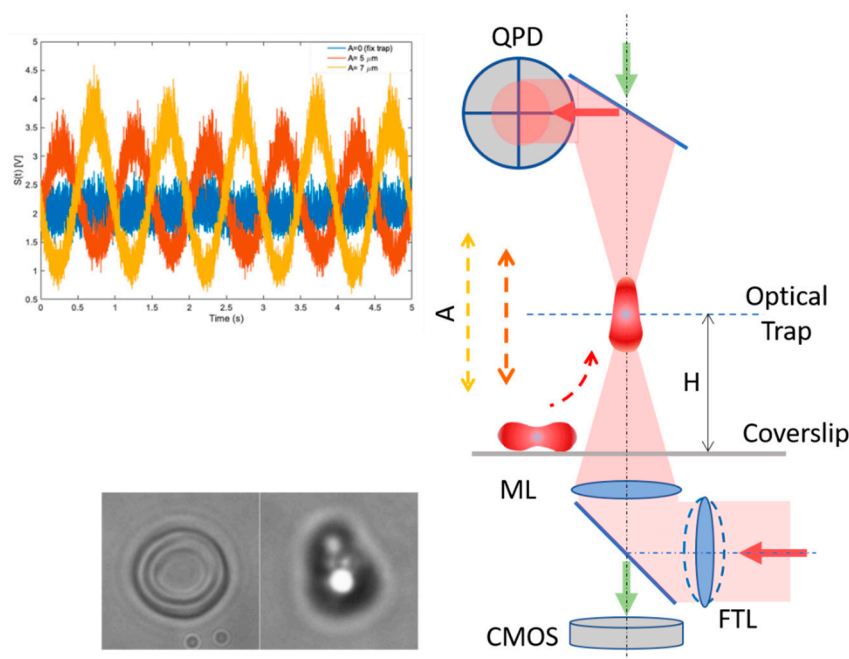 QPD
A=0 (fix trap)
A= 5 μm
A= 7 μm
5
4.5
4
3.5
3
2.5
2
1.5
1
0.5
S(t) [V]
0
0.5
1
1.5
2
2.5
3
3.5
4
4.5
5
Time (s)
A
Optical
Trap
H
Coverslip
ML
FTL
CMOS